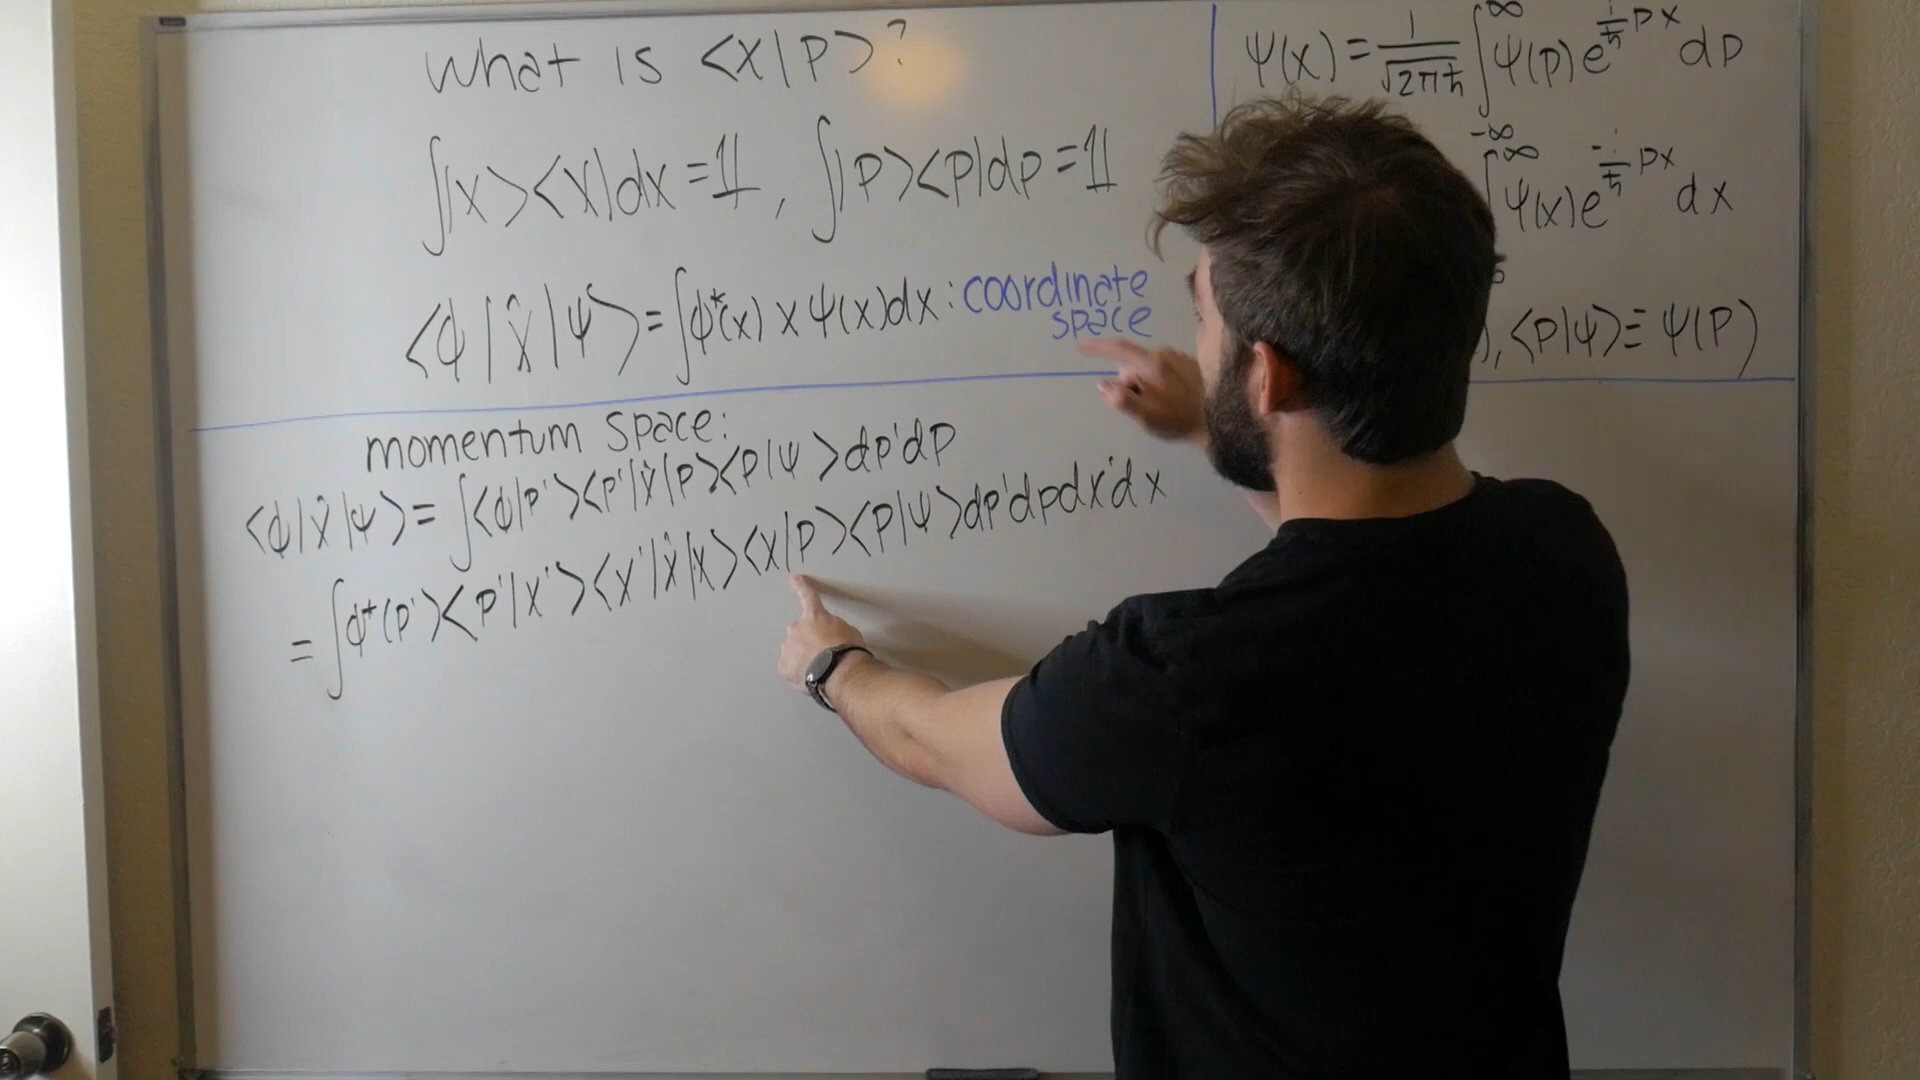 What is <x|p>?
∫|x><x|dx = 𝟙, ∫|p><p|dp = 𝟙
<ϕ|x̂|ψ> = ∫ϕ*(x) x ψ(x)dx : coordinate space
ψ(x) = 1/√2πħ ∫_{-∞}^{∞} ψ(p) e^{i/ħ px} dp
∫^{∞} ψ(x) e^{-i/ħ px} dx
), <p|ψ> ≡ ψ(p)
momentum space:
<ϕ|x̂|ψ> = ∫<ϕ|p'><p'|x̂|p><p|ψ>dp'dp
= ∫ϕ*(p')<p'|x'><x'|x̂|x><x|p><p|ψ>dp'dpdx'dx